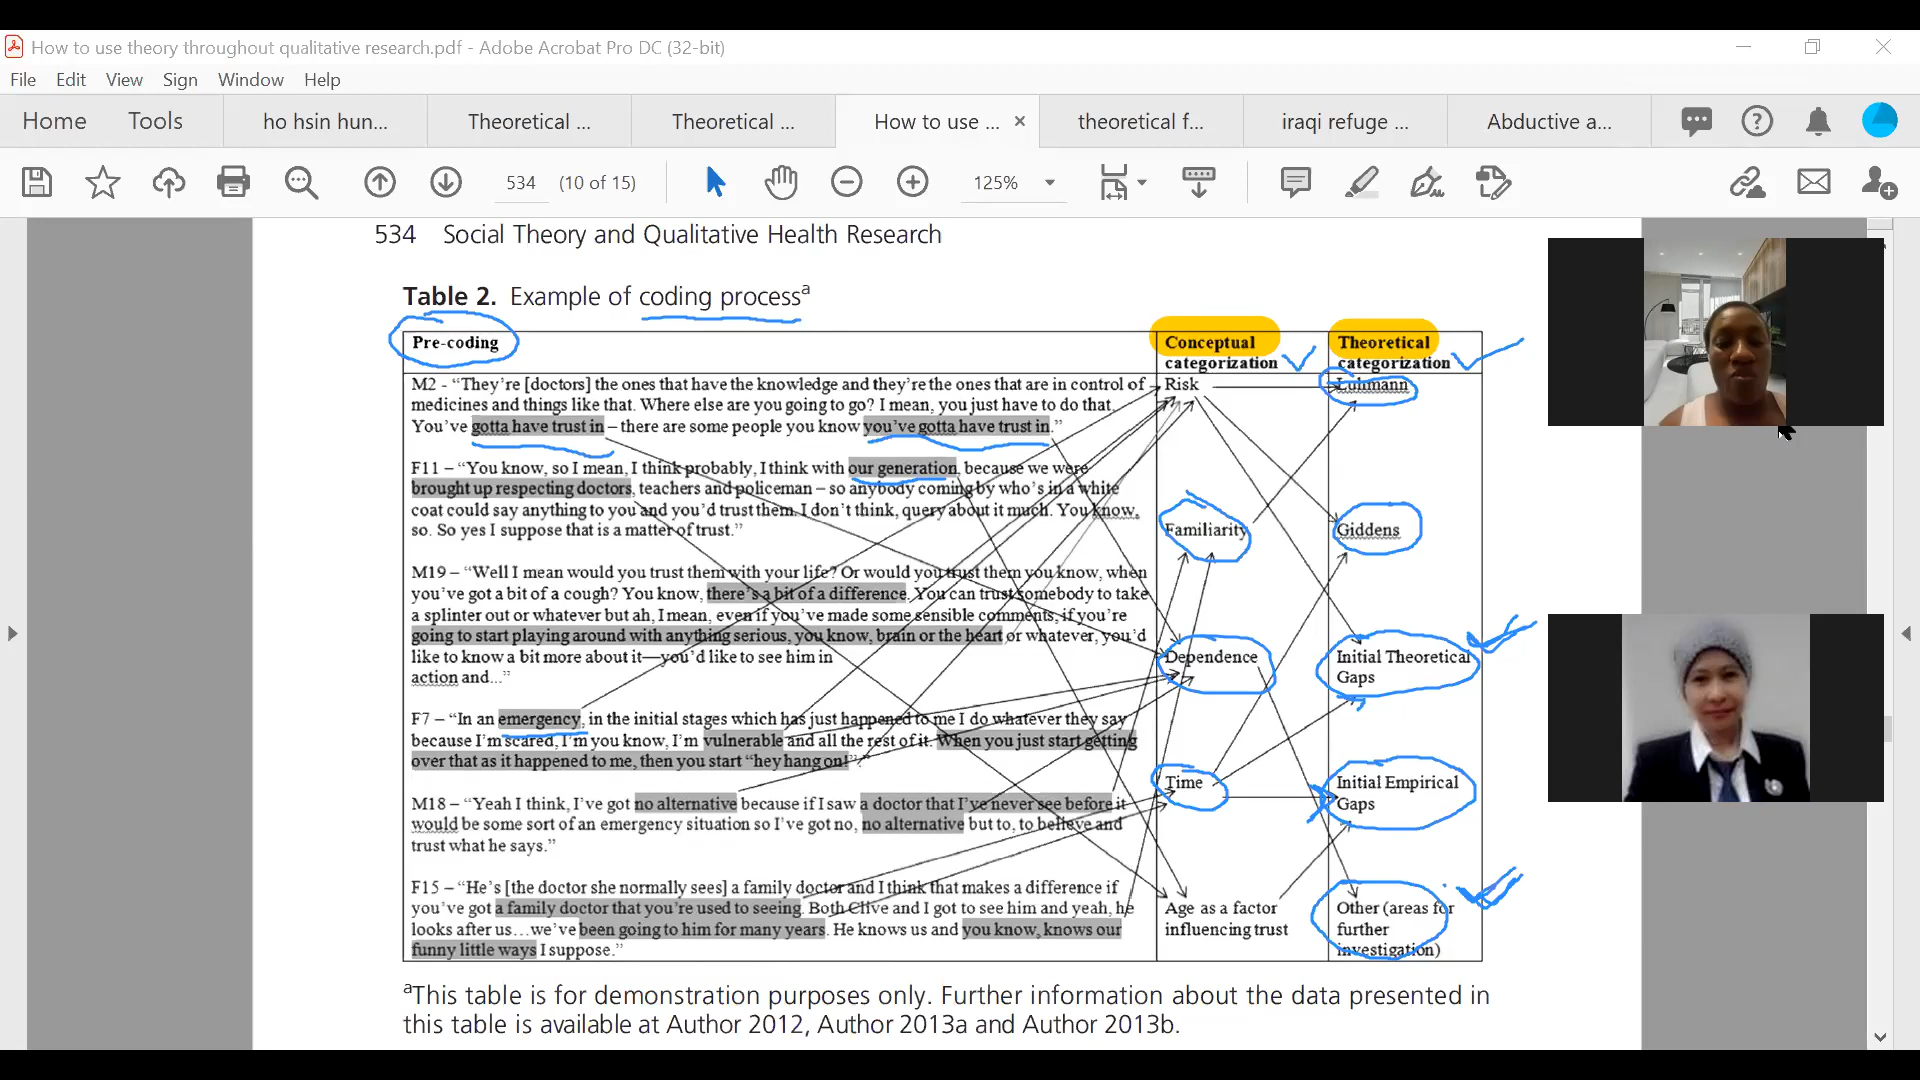 How to use theory throughout qualitative research.pdf - Adobe Acrobat Pro DC (32-bit)
File Edit View Sign Window Help
Home Tools ho hsin hun... Theoretical ... Theoretical ... How to use ... × theoretical f... iraqi refuge ... Abductive a...
534 (10 of 15) 125%
534 Social Theory and Qualitative Health Research
Table 2. Example of coding processa
Pre-coding Conceptual categorization Theoretical categorization
M2 - “They’re [doctors] the ones that have the knowledge and they’re the ones that are in control of
medicines and things like that. Where else are you going to go? I mean, you just have to do that.
You’ve gotta have trust in – there are some people you know you’ve gotta have trust in.”
F11 – “You know, so I mean, I think probably, I think with our generation, because we were
brought up respecting doctors, teachers and policeman – so anybody coming by who’s in a white
coat could say anything to you and you’d trust them. I don’t think, query about it much. You know,
so. So yes I suppose that is a matter of trust.”
M19 – “Well I mean would you trust them with your life? Or would you trust them you know, when
you’ve got a bit of a cough? You know, there’s a bit of a difference. You can trust somebody to take
a splinter out or whatever but ah, I mean, even if you’ve made some sensible comments, if you’re
going to start playing around with anything serious, you know, brain or the heart or whatever, you’d
like to know a bit more about it—you’d like to see him in
action and...”
F7 – “In an emergency, in the initial stages which has just happened to me I do whatever they say
because I’m scared, I’m you know, I’m vulnerable and all the rest of it. When you just start getting
over that as it happened to me, then you start “hey hang on!”.”
M18 – “Yeah I think, I’ve got no alternative because if I saw a doctor that I’ve never see before it
would be some sort of an emergency situation so I’ve got no, no alternative but to, to believe and
trust what he says.”
F15 – “He’s [the doctor she normally sees] a family doctor and I think that makes a difference if
you’ve got a family doctor that you’re used to seeing. Both Clive and I got to see him and yeah, he
looks after us…we’ve been going to him for many years. He knows us and you know, knows our
funny little ways I suppose.”
Risk
Familiarity
Dependence
Time
Age as a factor
influencing trust
Luhmann
Giddens
Initial Theoretical
Gaps
Initial Empirical
Gaps
Other (areas for
further
investigation)
aThis table is for demonstration purposes only. Further information about the data presented in
this table is available at Author 2012, Author 2013a and Author 2013b.